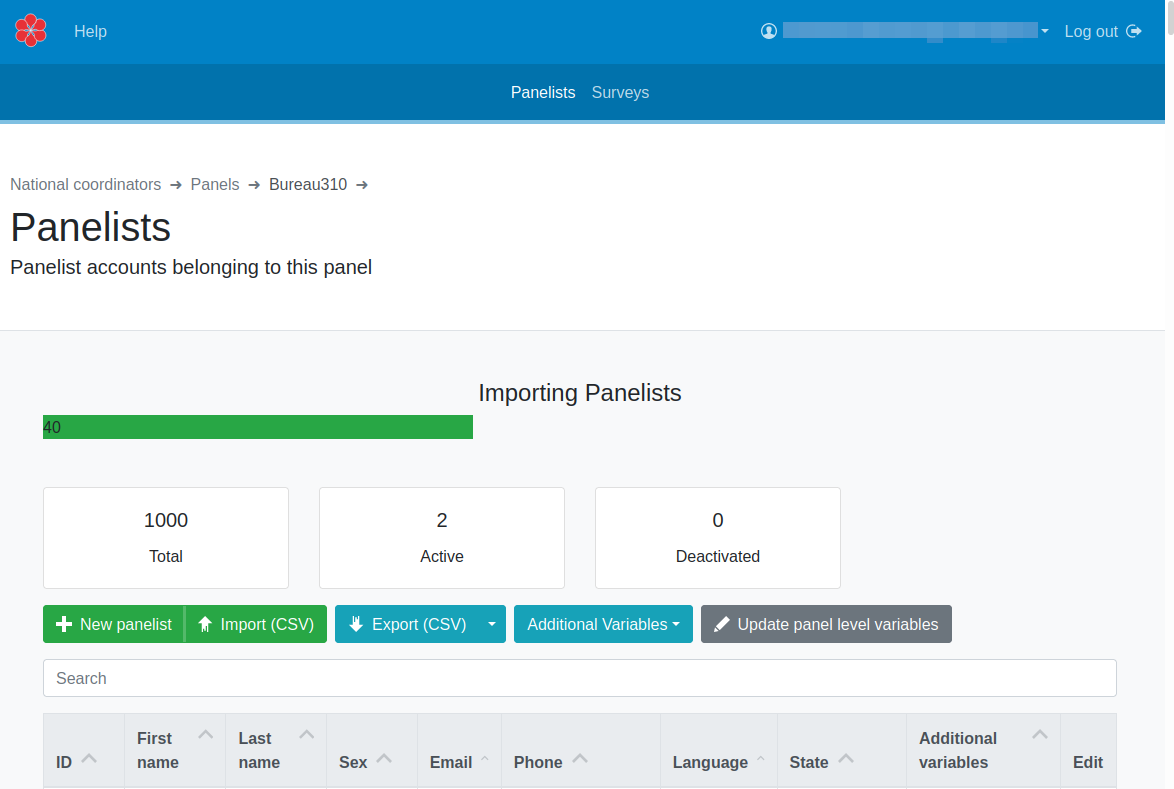 Help
Log out
Panelists Surveys
National coordinators ➔ Panels ➔ Bureau310 ➔
Panelists
Panelist accounts belonging to this panel
Importing Panelists
40
1000
Total
2
Active
0
Deactivated
New panelist Import (CSV) Export (CSV) Additional Variables Update panel level variables
Search
ID First name Last name Sex Email Phone Language State Additional variables Edit